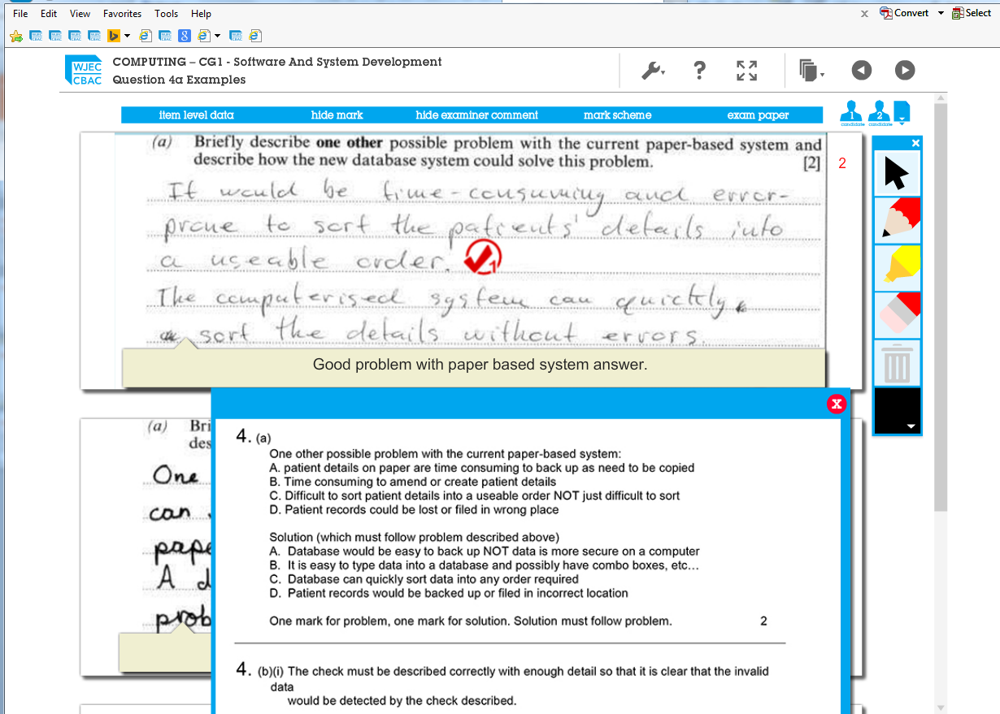 File Edit View Favorites Tools Help
x Convert Select
WJEC CBAC COMPUTING – CG1 - Software And System Development
Question 4a Examples
item level data hide mark hide examiner comment mark scheme exam paper
1 candidate 2 candidate
(a) Briefly describe one other possible problem with the current paper-based system and
describe how the new database system could solve this problem. [2] 2
It would be time-consuming and error-
prone to sort the patients' details into
a useable order. 1
The computerised system can quickly
sort the details without errors.
Good problem with paper based system answer.
(a) Bri
des
One
can
pape
A d
prob
X
4. (a)
One other possible problem with the current paper-based system:
A. patient details on paper are time consuming to back up as need to be copied
B. Time consuming to amend or create patient details
C. Difficult to sort patient details into a useable order NOT just difficult to sort
D. Patient records could be lost or filed in wrong place
Solution (which must follow problem described above)
A. Database would be easy to back up NOT data is more secure on a computer
B. It is easy to type data into a database and possibly have combo boxes, etc…
C. Database can quickly sort data into any order required
D. Patient records would be backed up or filed in incorrect location
One mark for problem, one mark for solution. Solution must follow problem. 2
4. (b)(i) The check must be described correctly with enough detail so that it is clear that the invalid
data
would be detected by the check described.